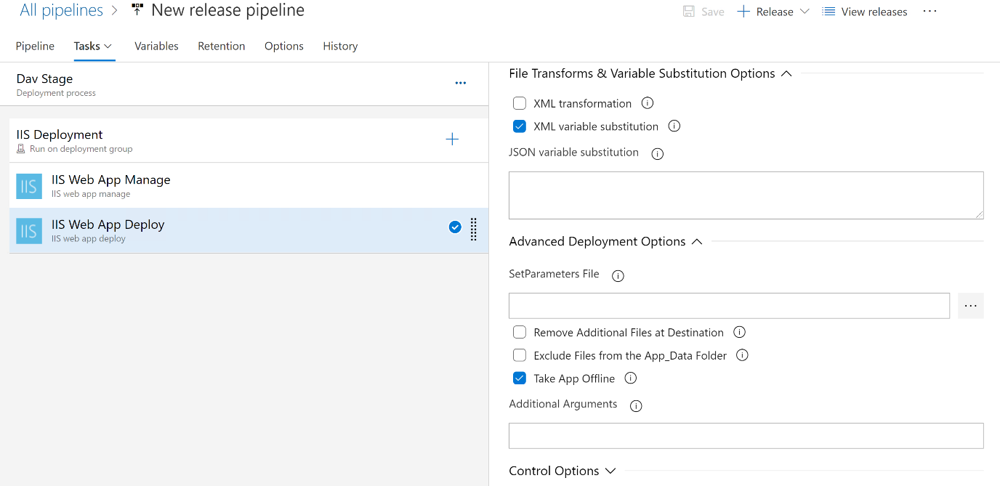 All pipelines > New release pipeline
Save + Release View releases ...
Pipeline Tasks Variables Retention Options History
Dav Stage
Deployment process
...
IIS Deployment
Run on deployment group
IIS
IIS Web App Manage
IIS web app manage
IIS
IIS Web App Deploy
IIS web app deploy
File Transforms & Variable Substitution Options
XML transformation
XML variable substitution
JSON variable substitution
Advanced Deployment Options
SetParameters File
...
Remove Additional Files at Destination
Exclude Files from the App_Data Folder
Take App Offline
Additional Arguments
Control Options